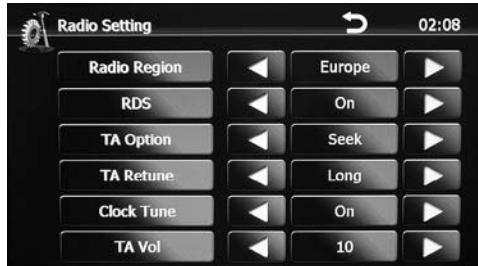 Radio Setting 02:08
Radio Region Europe
RDS On
TA Option Seek
TA Retune Long
Clock Tune On
TA Vol 10